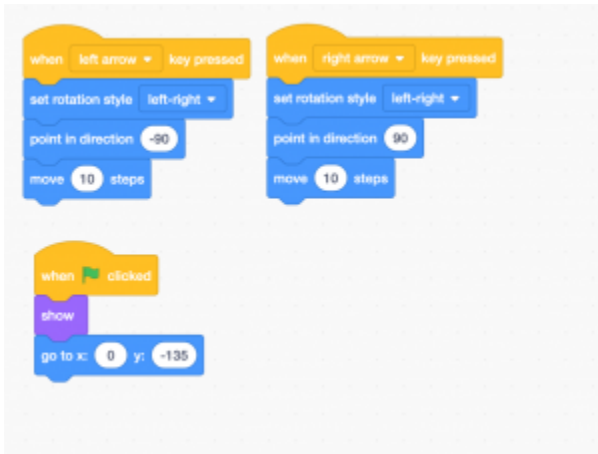 when left arrow key pressed
set rotation style left-right
point in direction -90
move 10 steps
when right arrow key pressed
set rotation style left-right
point in direction 90
move 10 steps
when clicked
show
go to x: 0 y: -135